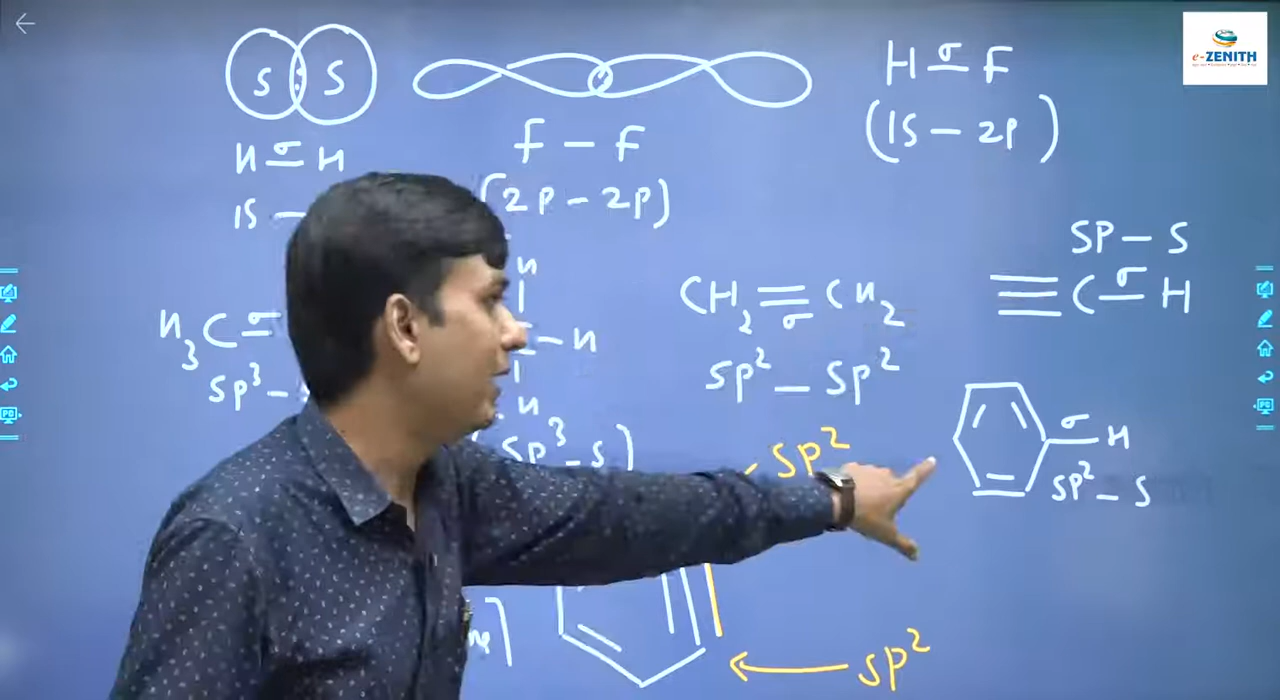 e-ZENITH
S S
H σ H
1S –
F – F
(2P – 2P)
H σ F
(1S – 2P)
H
H
H
SP³ – S)
H₃C σ
SP³ –
CH₂ = CH₂
σ
SP² – SP²
SP – S
≡ C σ H
σ H
SP² – S
SP²
SP²